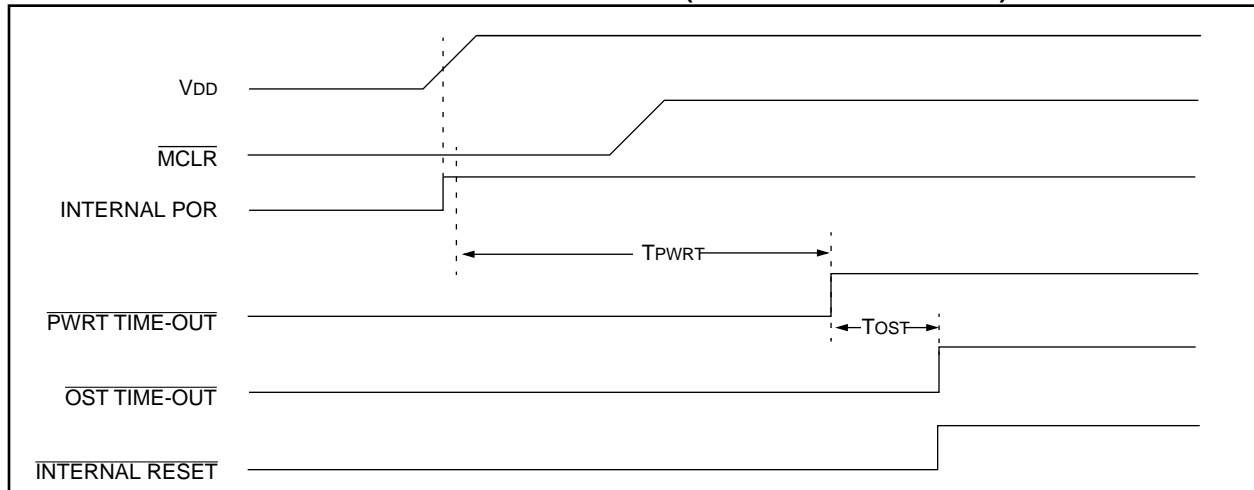 VDD
MCLR
INTERNAL POR
TPWRT
PWRT TIME-OUT
TOST
OST TIME-OUT
INTERNAL RESET